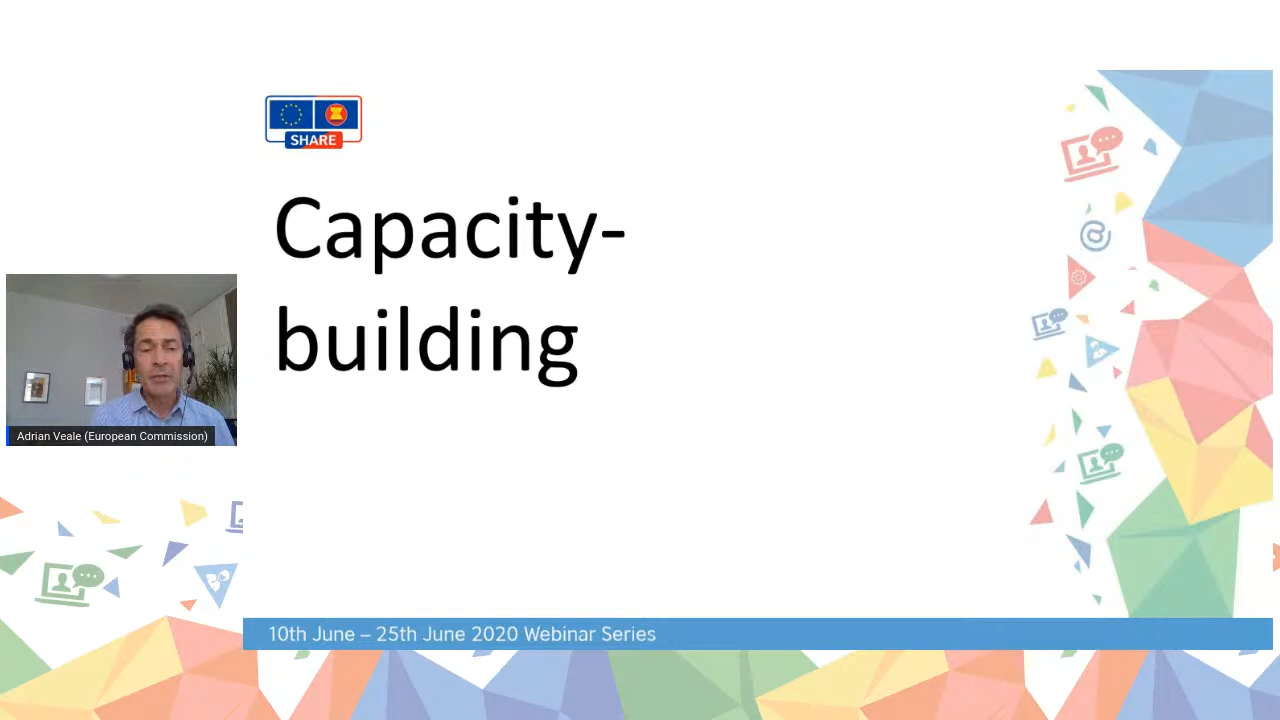 SHARE
Capacity-
building
Adrian Veale (European Commission)
10th June – 25th June 2020 Webinar Series